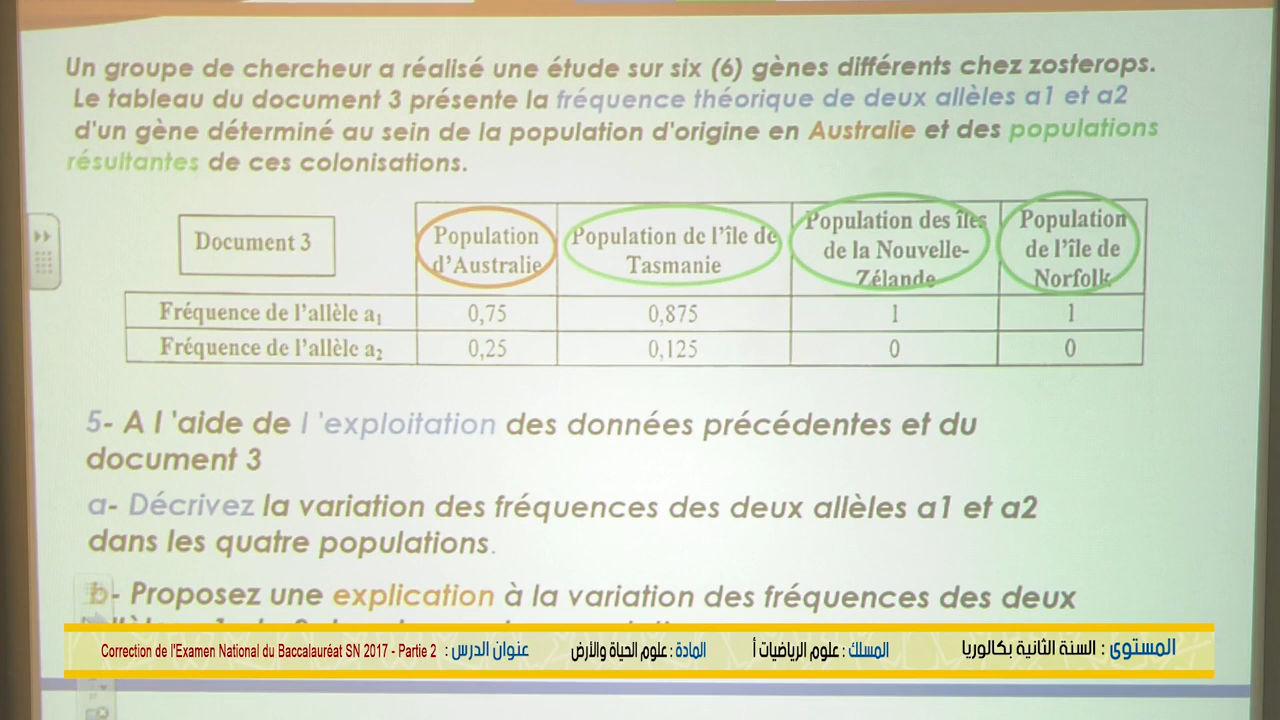 Un groupe de chercheur a réalisé une étude sur six (6) gènes différents chez zosterops.
Le tableau du document 3 présente la fréquence théorique de deux allèles a1 et a2
d'un gène déterminé au sein de la population d'origine en Australie et des populations
résultantes de ces colonisations.
Document 3
Population d'Australie
Population de l'île de Tasmanie
Population des îles de la Nouvelle-Zélande
Population de l'île de Norfolk
Fréquence de l'allèle a1 0,75 0,875 1 1
Fréquence de l'allèle a2 0,25 0,125 0 0
5- A l 'aide de l 'exploitation des données précédentes et du
document 3
a- Décrivez la variation des fréquences des deux allèles a1 et a2
dans les quatre populations.
b- Proposez une explication à la variation des fréquences des deux
المستوى : السنة الثانية بكالوريا المسلك : علوم الرياضيات أ المادة : علوم الحياة والأرض عنوان الدرس : Correction de l'Examen National du Baccalauréat SN 2017 - Partie 2